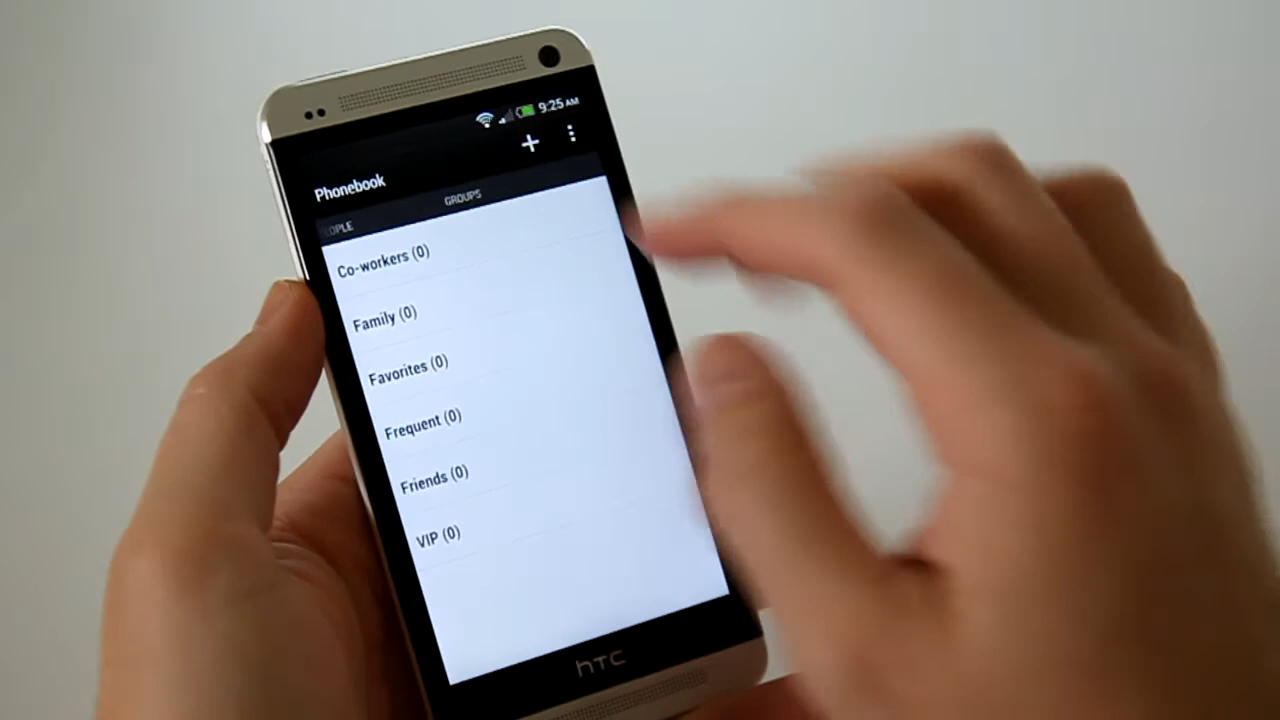 9:25 AM
Phonebook
OPLE
GROUPS
Co-workers (0)
Family (0)
Favorites (0)
Frequent (0)
Friends (0)
VIP (0)
hTC